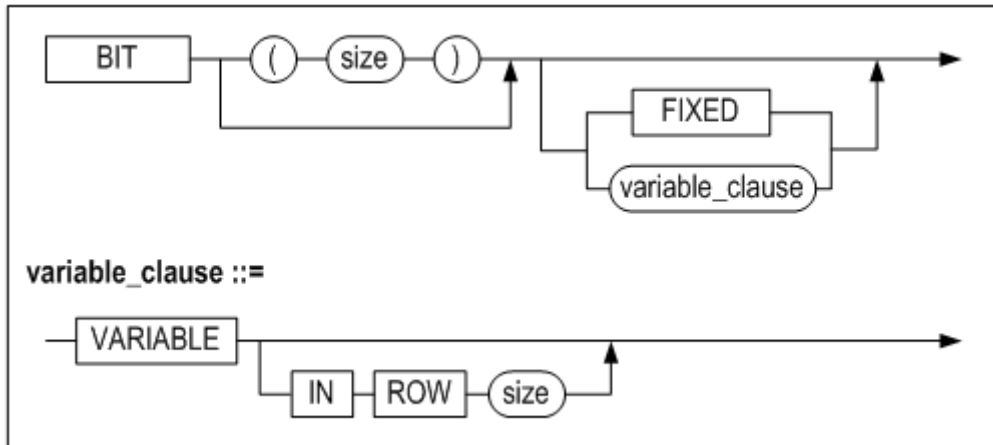 BIT ( size )
FIXED
variable_clause
variable_clause ::=
VARIABLE
IN ROW size